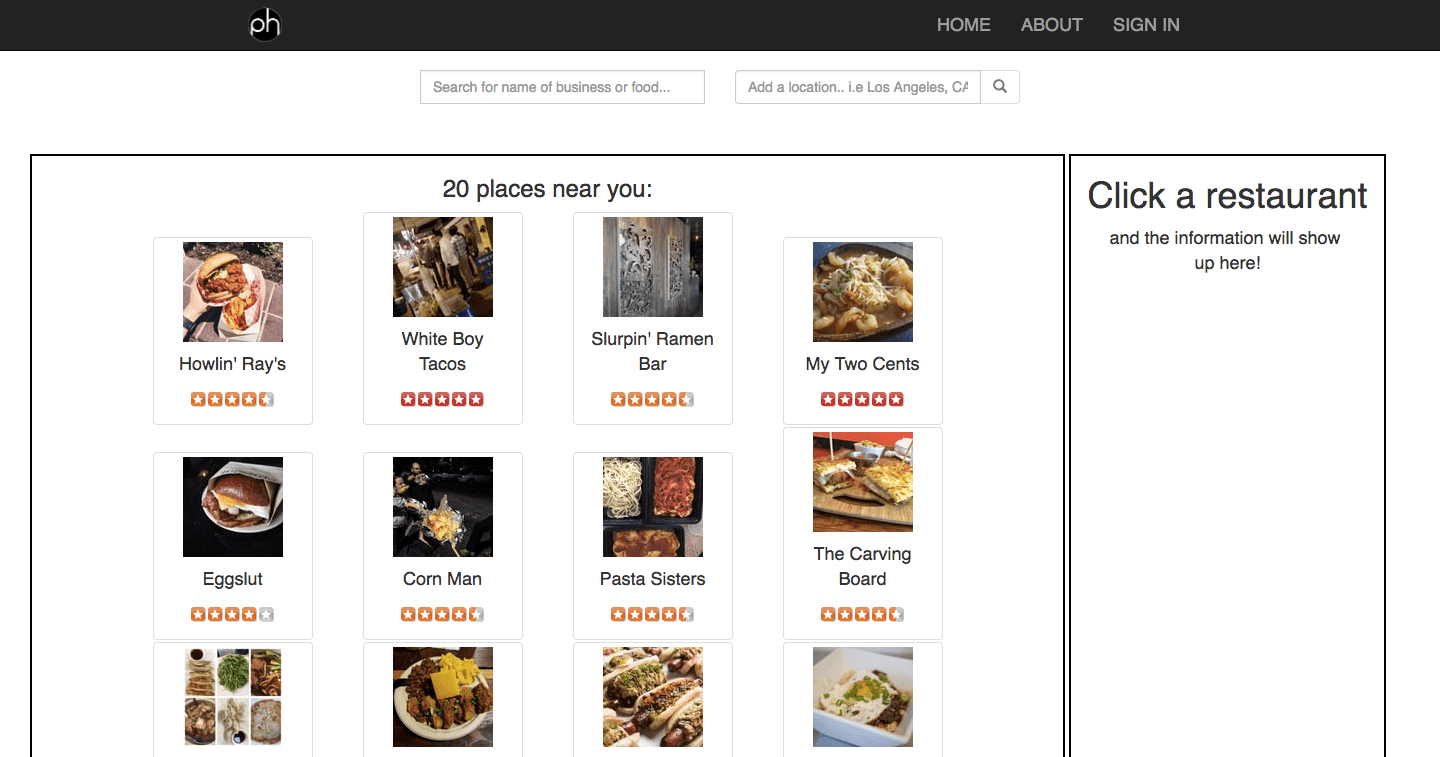 ph
HOME ABOUT SIGN IN
Search for name of business or food...
Add a location.. i.e Los Angeles, CA
20 places near you:
Click a restaurant
and the information will show
up here!
Howlin' Ray's
White Boy
Tacos
Slurpin' Ramen
Bar
My Two Cents
Eggslut
Corn Man
Pasta Sisters
The Carving
Board